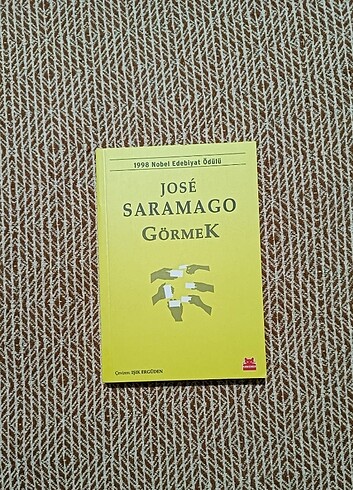 1998 Nobel Edebiyat Ödülü
JOSÉ
SARAMAGO
GÖRMEK
Çeviren: IŞIK ERGÜDEN